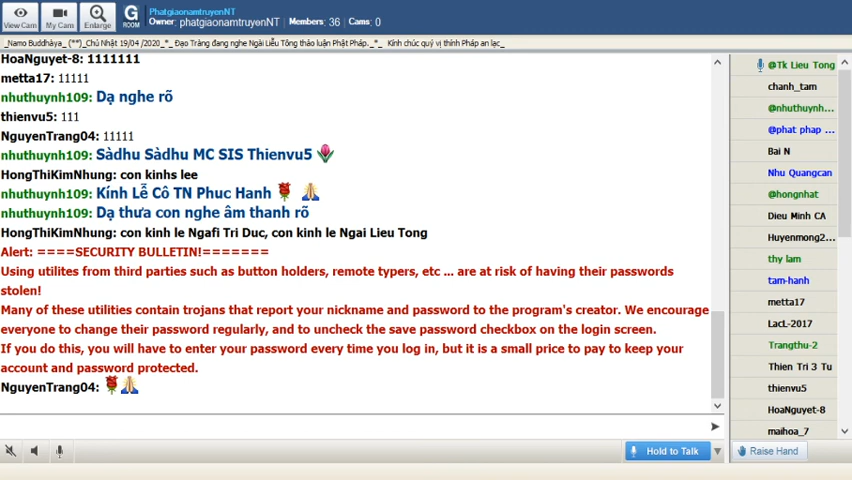 View Cam
My Cam
Enlarge
G ROOM
PhatgiaonamtruyenNT
Owner: phatgiaonamtruyenNT Members: 36 Cams: 0
_Namo Buddhàya_ (**)_Chủ Nhật 19/04 /2020_*_ Đạo Tràng đang nghe Ngài Liễu Tông thảo luận Phật Pháp._*_ Kính chúc quý vị thính Pháp an lạc_
HoaNguyet-8: 1111111
metta17: 11111
nhuthuynh109: Dạ nghe rõ
thienvu5: 111
NguyenTrang04: 11111
nhuthuynh109: Sàdhu Sàdhu MC SIS Thienvu5
HongThiKimNhung: con kinhs lee
nhuthuynh109: Kính Lễ Cô TN Phuc Hanh
nhuthuynh109: Dạ thưa con nghe âm thanh rõ
HongThiKimNhung: con kinh le Ngafi Tri Duc, con kinh le Ngai Lieu Tong
Alert: ====SECURITY BULLETIN!=======
Using utilites from third parties such as button holders, remote typers, etc ... are at risk of having their passwords
stolen!
Many of these utilities contain trojans that report your nickname and password to the program's creator. We encourage
everyone to change their password regularly, and to uncheck the save password checkbox on the login screen.
If you do this, you will have to enter your password every time you log in, but it is a small price to pay to keep your
account and password protected.
NguyenTrang04:
Hold to Talk
@Tk Lieu Tong
chanh_tam
@nhuthuynh...
@phat phap ...
Bai N
Nhu Quangcan
@hongnhat
Dieu Minh CA
Huyenmong2...
thy lam
tam-hanh
metta17
LacL-2017
Trangthu-2
Thien Tri 3 Tu
thienvu5
HoaNguyet-8
maihoa_7
Raise Hand